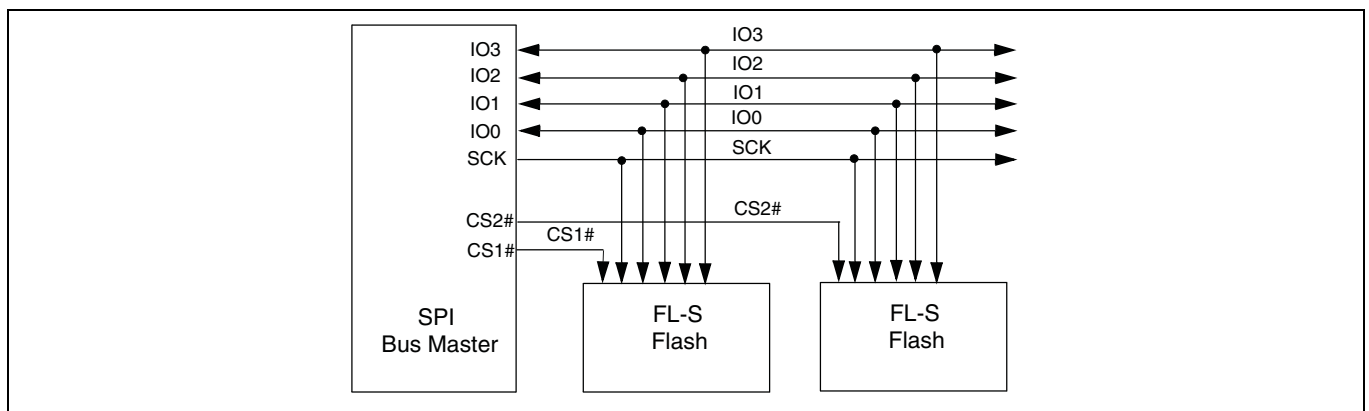 IO3
IO3
IO2
IO2
IO1
IO1
IO0
IO0
SCK
SCK
CS2#
CS2#
CS1#
CS1#
SPI
Bus Master
FL-S
Flash
FL-S
Flash